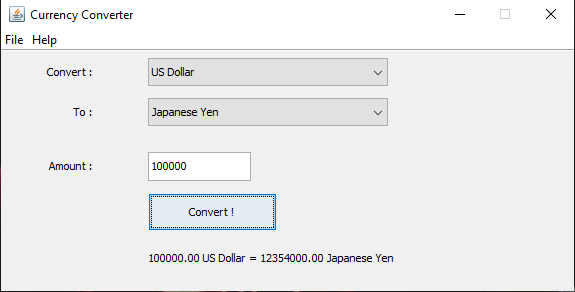 Currency Converter
File Help
Convert : US Dollar
To : Japanese Yen
Amount : 100000
Convert !
100000.00 US Dollar = 12354000.00 Japanese Yen